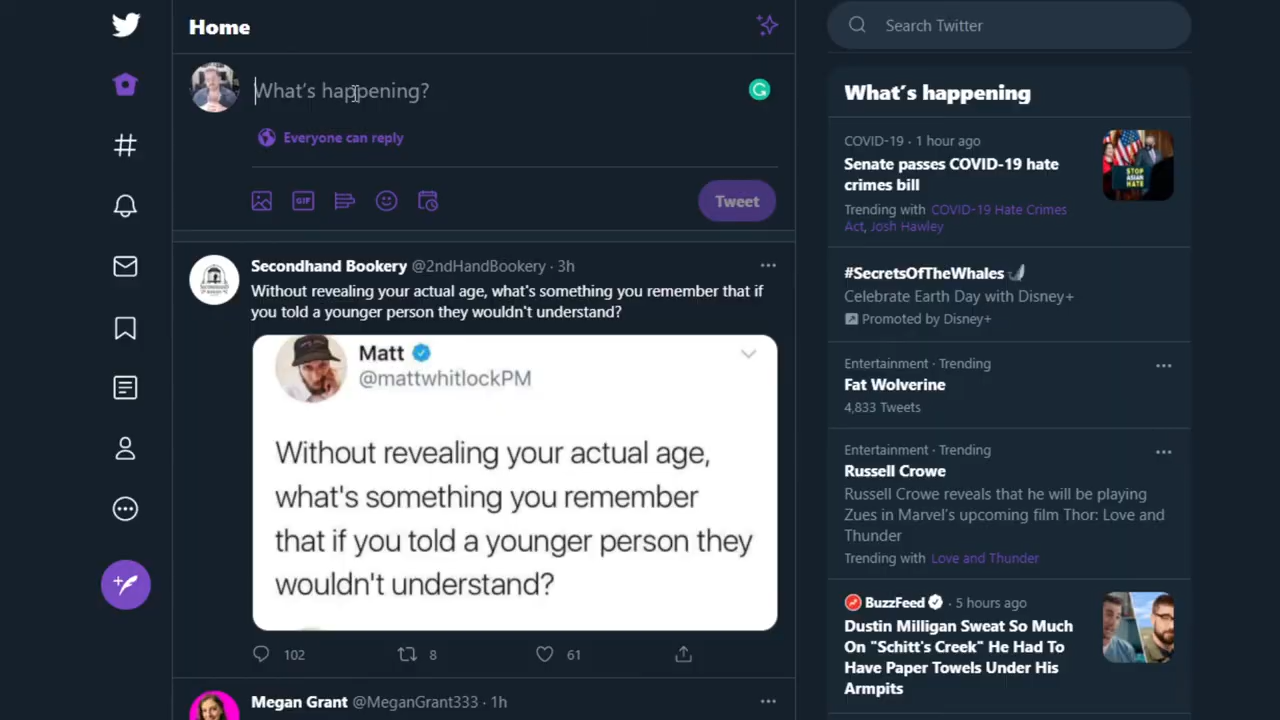 Home
What's happening?
Everyone can reply
GIF
Tweet
Secondhand Bookery @2ndHandBookery · 3h
Without revealing your actual age, what's something you remember that if
you told a younger person they wouldn't understand?
Matt
@mattwhitlockPM
Without revealing your actual age,
what's something you remember
that if you told a younger person they
wouldn't understand?
102
8
61
Megan Grant @MeganGrant333 · 1h
Search Twitter
What's happening
COVID-19 · 1 hour ago
Senate passes COVID-19 hate
crimes bill
STOP
ASIAN
HATE
Trending with COVID-19 Hate Crimes
Act, Josh Hawley
#SecretsOfTheWhales
Celebrate Earth Day with Disney+
Promoted by Disney+
Entertainment · Trending
Fat Wolverine
4,833 Tweets
Entertainment · Trending
Russell Crowe
Russell Crowe reveals that he will be playing
Zues in Marvel's upcoming film Thor: Love and
Thunder
Trending with Love and Thunder
BuzzFeed · 5 hours ago
Dustin Milligan Sweat So Much
On "Schitt's Creek" He Had To
Have Paper Towels Under His
Armpits